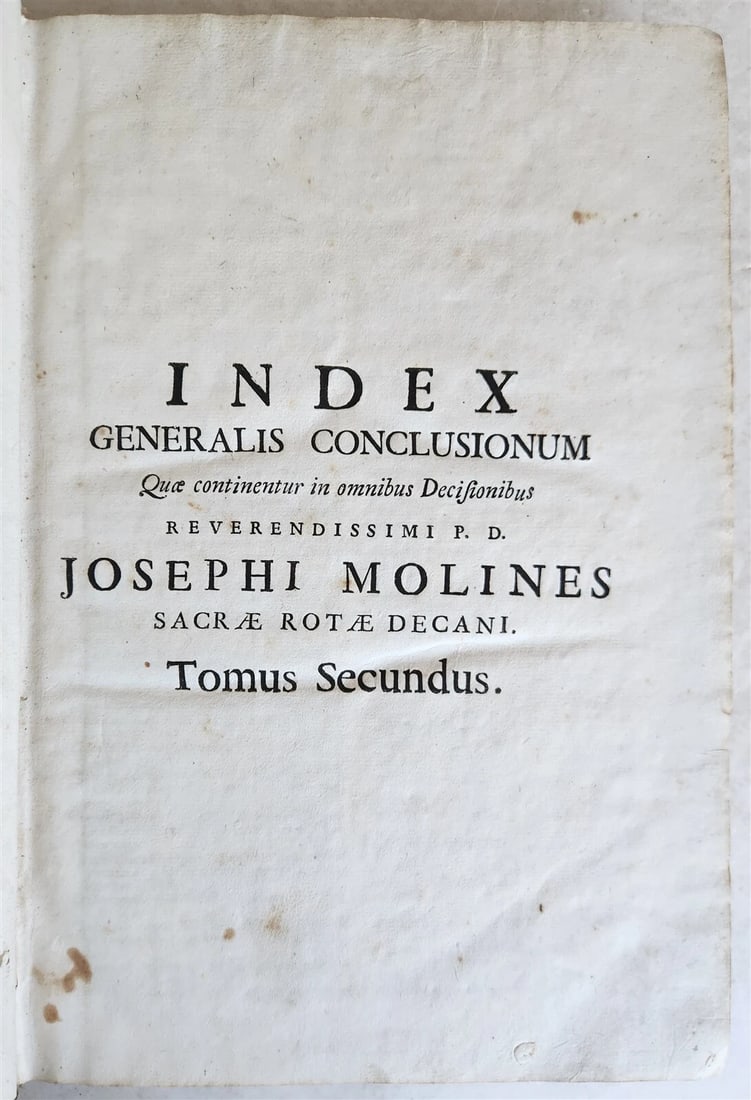 INDEX
GENERALIS CONCLUSIONUM
Quæ continentur in omnibus Deciſionibus
REVERENDISSIMI P. D.
JOSEPHI MOLINES
SACRÆ ROTÆ DECANI.
Tomus Secundus.